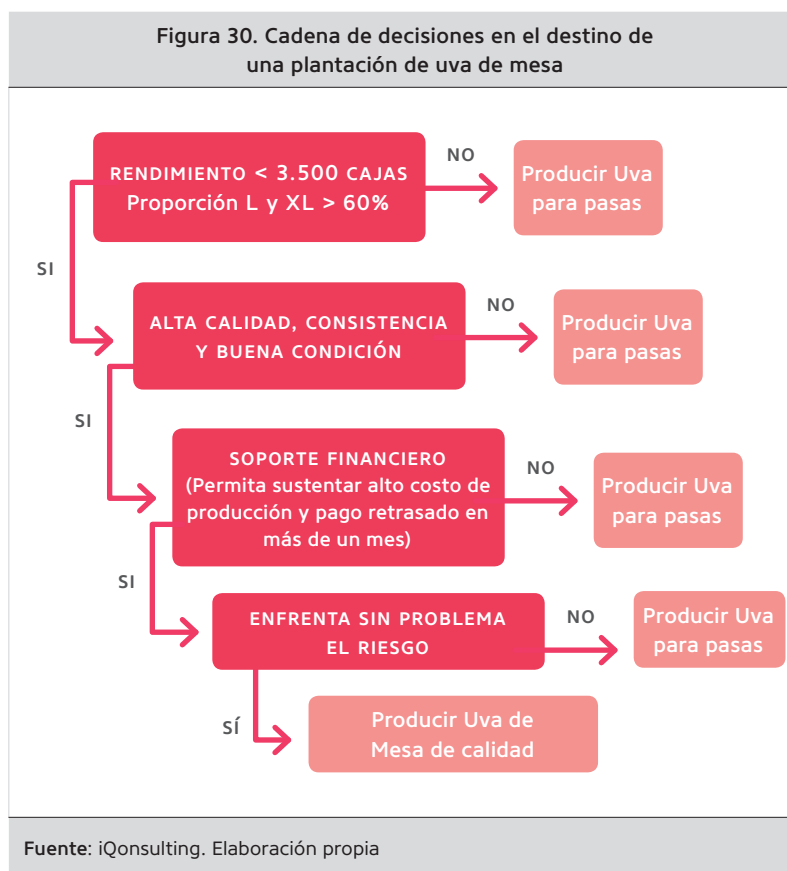 Figura 30. Cadena de decisiones en el destino de
una plantación de uva de mesa
RENDIMIENTO < 3.500 CAJAS
Proporción L y XL > 60%
NO
Producir Uva
para pasas
SI
ALTA CALIDAD, CONSISTENCIA
Y BUENA CONDICIÓN
NO
Producir Uva
para pasas
SI
SOPORTE FINANCIERO
(Permita sustentar alto costo de
producción y pago retrasado en
más de un mes)
NO
Producir Uva
para pasas
SI
ENFRENTA SIN PROBLEMA
EL RIESGO
NO
Producir Uva
para pasas
SÍ
Producir Uva de
Mesa de calidad
Fuente: iQonsulting. Elaboración propia